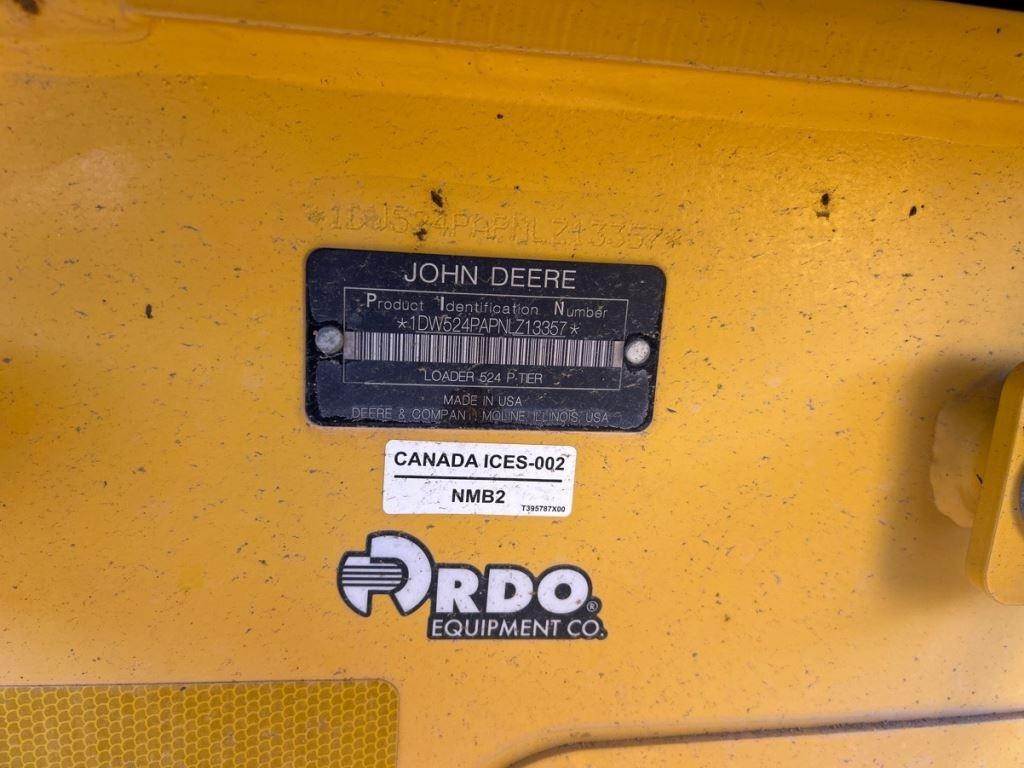 *1DW524PAPNLZ13357*
JOHN DEERE
Product Identification Number
*1DW524PAPNLZ13357*
LOADER 524 P-TIER
MADE IN USA
DEERE & COMPANY MOLINE, ILLINOIS, USA
CANADA ICES-002
NMB2
T395787X00
RDO®
EQUIPMENT CO.